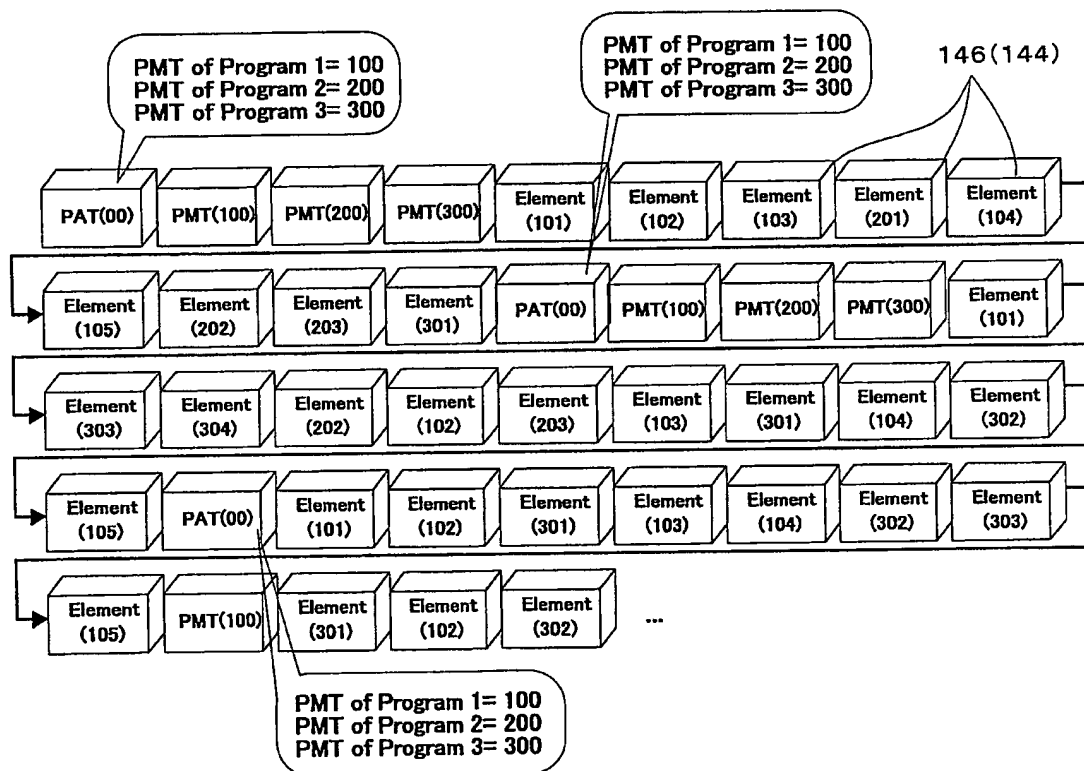 PMT of Program 1= 100
PMT of Program 2= 200
PMT of Program 3= 300
PMT of Program 1= 100
PMT of Program 2= 200
PMT of Program 3= 300
146(144)
PAT(00) PMT(100) PMT(200) PMT(300) Element (101) Element (102) Element (103) Element (201) Element (104)
Element (105) Element (202) Element (203) Element (301) PAT(00) PMT(100) PMT(200) PMT(300) Element (101)
Element (303) Element (304) Element (202) Element (102) Element (203) Element (103) Element (301) Element (104) Element (302)
Element (105) PAT(00) Element (101) Element (102) Element (301) Element (103) Element (104) Element (302) Element (303)
Element (105) PMT(100) Element (301) Element (102) Element (302) ...
PMT of Program 1= 100
PMT of Program 2= 200
PMT of Program 3= 300